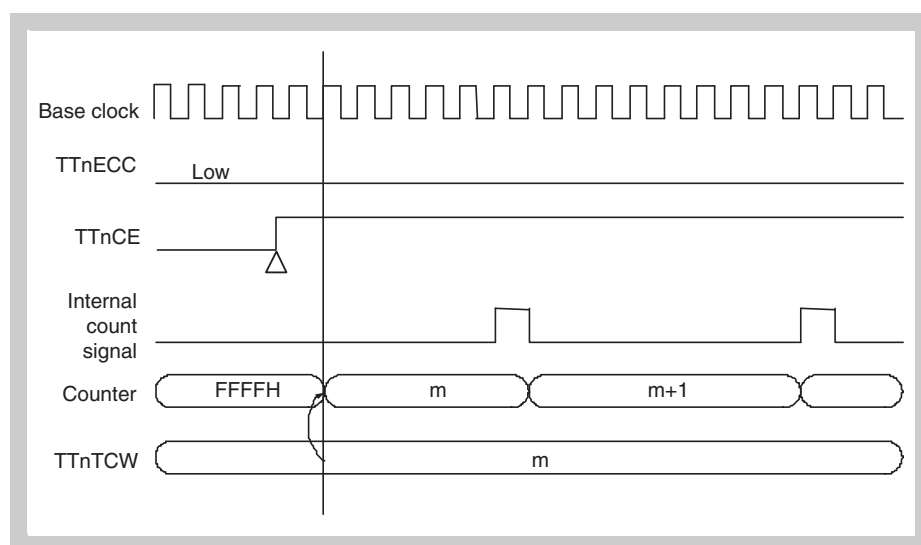 Base clock
TTnECC
Low
TTnCE
Internal
count
signal
Counter
FFFFH
m
m+1
TTnTCW
m